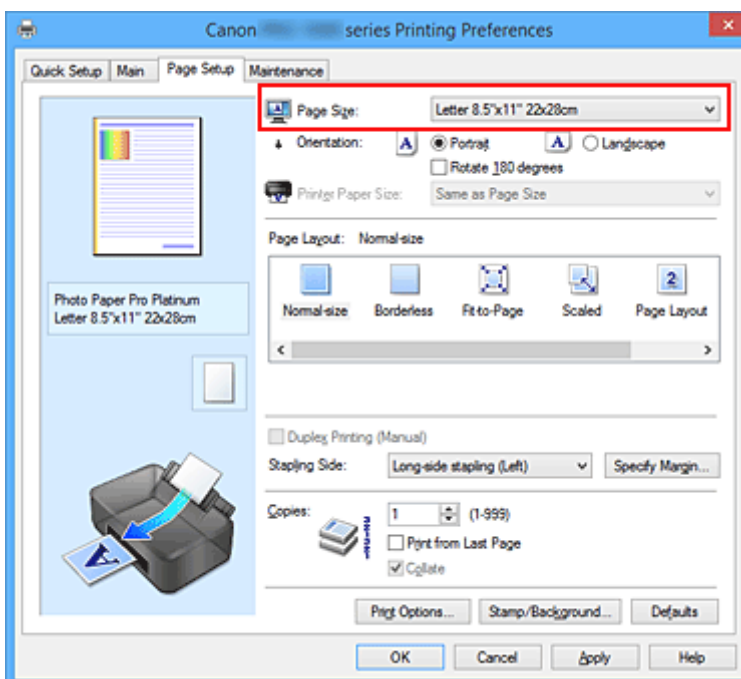 Canon series Printing Preferences
Quick Setup Main Page Setup Maintenance
Page Size: Letter 8.5"x11" 22x28cm
Orientation: A Portrait A Landscape
Rotate 180 degrees
Printer Paper Size: Same as Page Size
Page Layout: Normal-size
2
Normal-size Borderless Fit-to-Page Scaled Page Layout
Photo Paper Pro Platinum
Letter 8.5"x11" 22x28cm
Duplex Printing (Manual)
Stapling Side: Long-side stapling (Left) Specify Margin...
Copies: 1 (1-999)
Print from Last Page
Collate
A
Print Options... Stamp/Background... Defaults
OK Cancel Apply Help